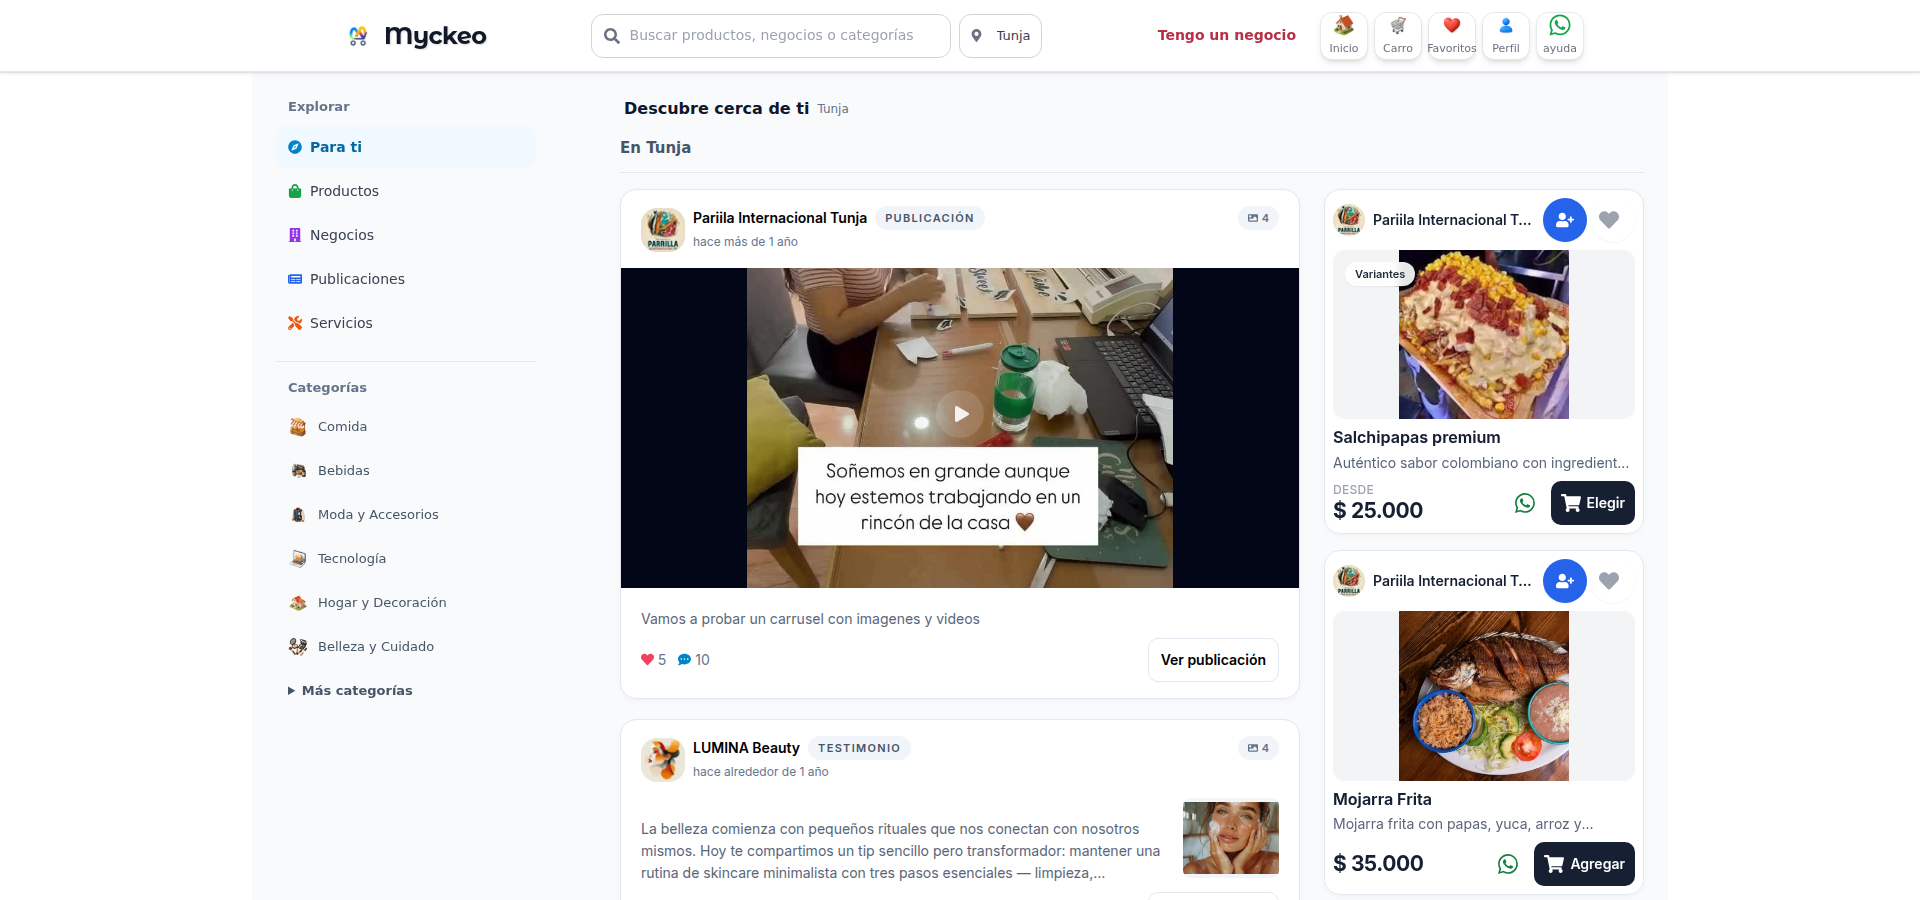 Myckeo
Buscar productos, negocios o categorías
Tunja
Tengo un negocio
Inicio
Carro
Favoritos
Perfil
ayuda
Explorar
Para ti
Productos
Negocios
Publicaciones
Servicios
Categorías
Comida
Bebidas
Moda y Accesorios
Tecnología
Hogar y Decoración
Belleza y Cuidado
Más categorías
Descubre cerca de ti Tunja
En Tunja
Pariila Internacional Tunja PUBLICACIÓN
4
hace más de 1 año
Soñemos en grande aunque
hoy estemos trabajando en un
rincón de la casa 🤎
Vamos a probar un carrusel con imagenes y videos
5 10
Ver publicación
LUMINA Beauty TESTIMONIO
4
hace alrededor de 1 año
La belleza comienza con pequeños rituales que nos conectan con nosotros
mismos. Hoy te compartimos un tip sencillo pero transformador: mantener una
rutina de skincare minimalista con tres pasos esenciales — limpieza,...
Pariila Internacional T...
Variantes
Salchipapas premium
Auténtico sabor colombiano con ingredient...
DESDE
$ 25.000
Elegir
Pariila Internacional T...
Mojarra Frita
Mojarra frita con papas, yuca, arroz y...
$ 35.000
Agregar